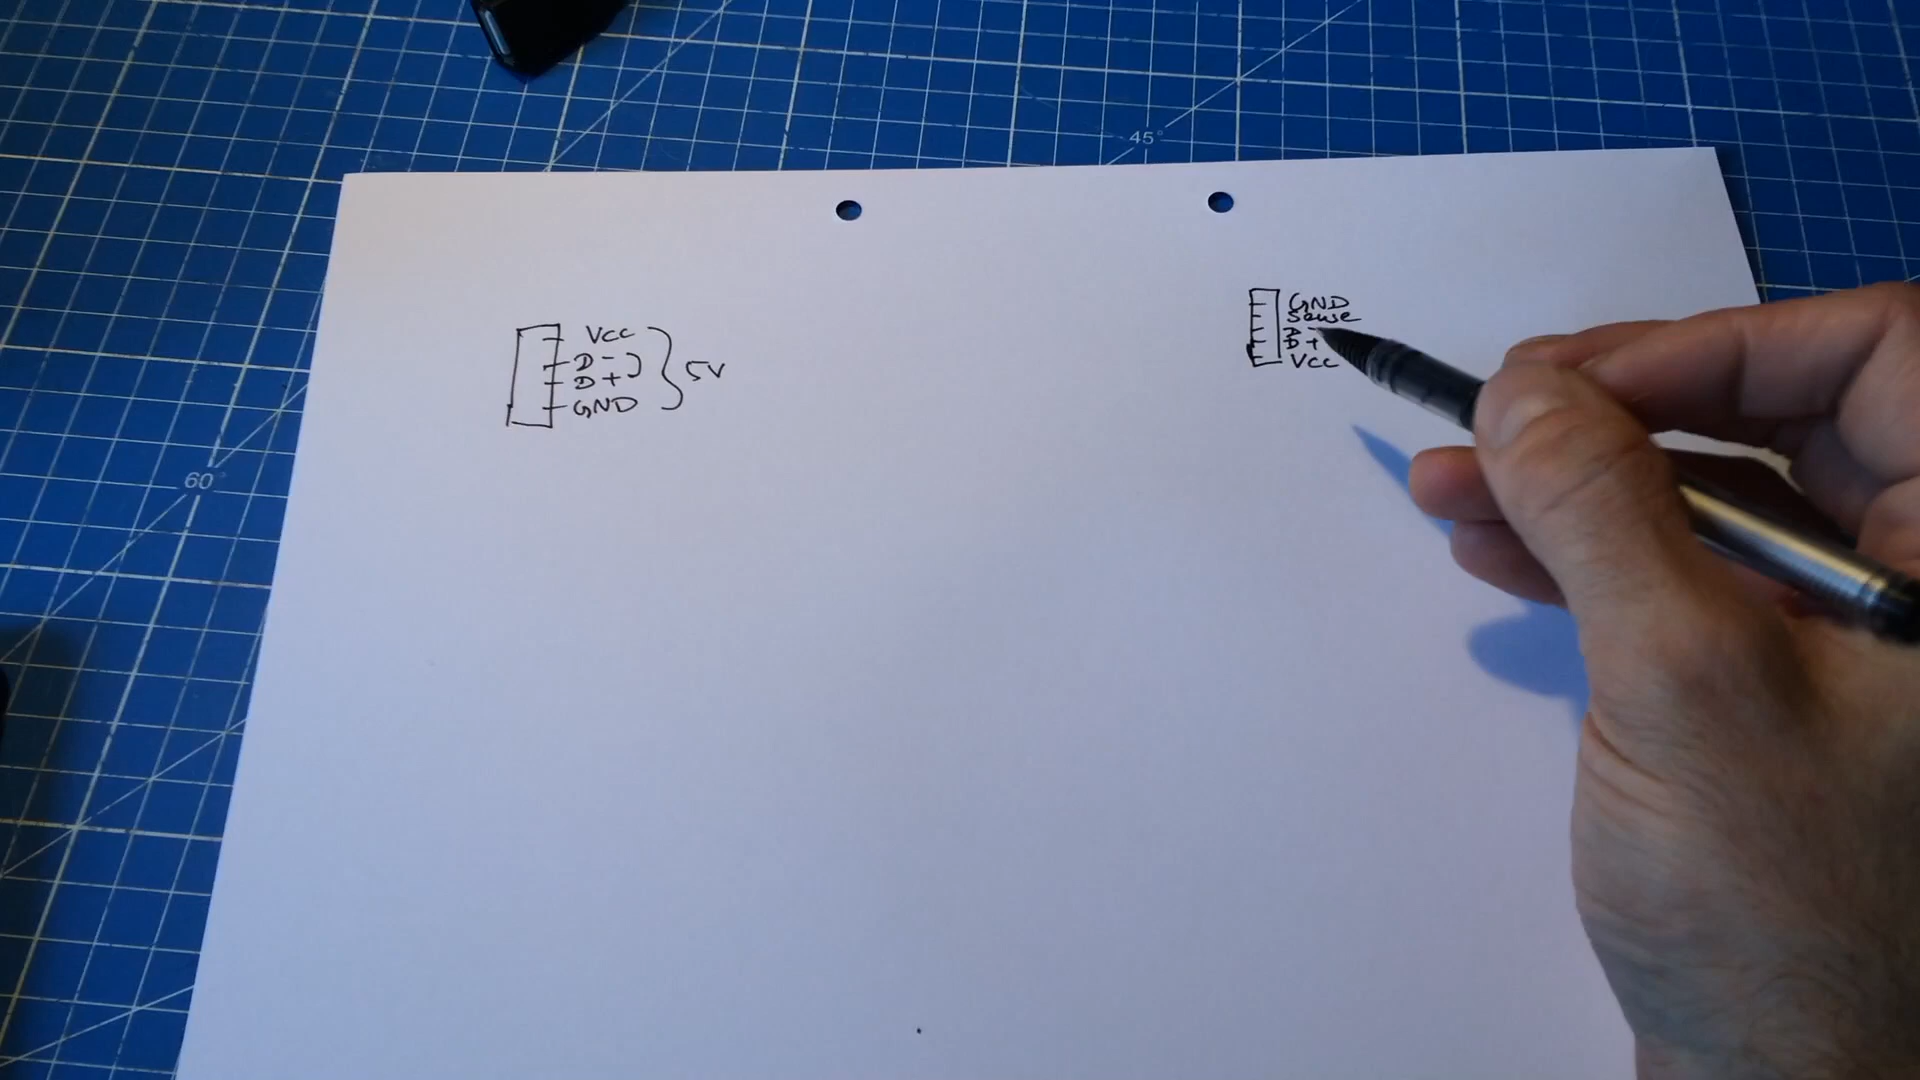 45°
60°
Vcc
D-
D+
GND
5V
GND
Sense
D-
D+
Vcc